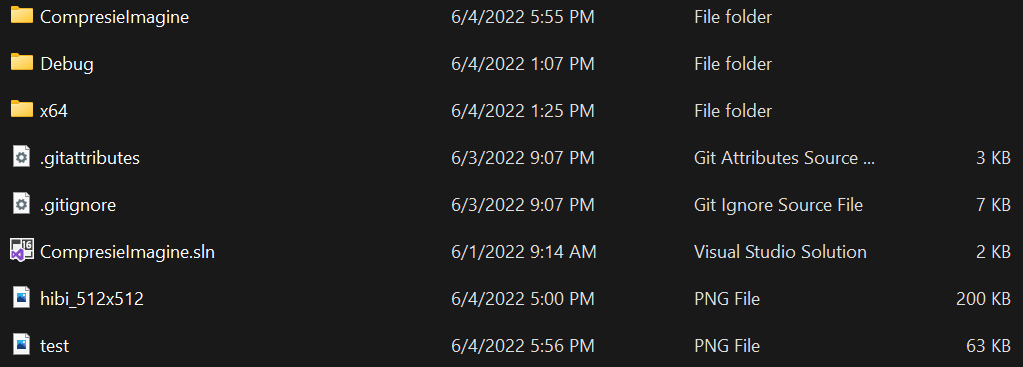 CompresieImagine 6/4/2022 5:55 PM File folder
Debug 6/4/2022 1:07 PM File folder
x64 6/4/2022 1:25 PM File folder
.gitattributes 6/3/2022 9:07 PM Git Attributes Source ... 3 KB
.gitignore 6/3/2022 9:07 PM Git Ignore Source File 7 KB
16 CompresieImagine.sln 6/1/2022 9:14 AM Visual Studio Solution 2 KB
hibi_512x512 6/4/2022 5:00 PM PNG File 200 KB
test 6/4/2022 5:56 PM PNG File 63 KB